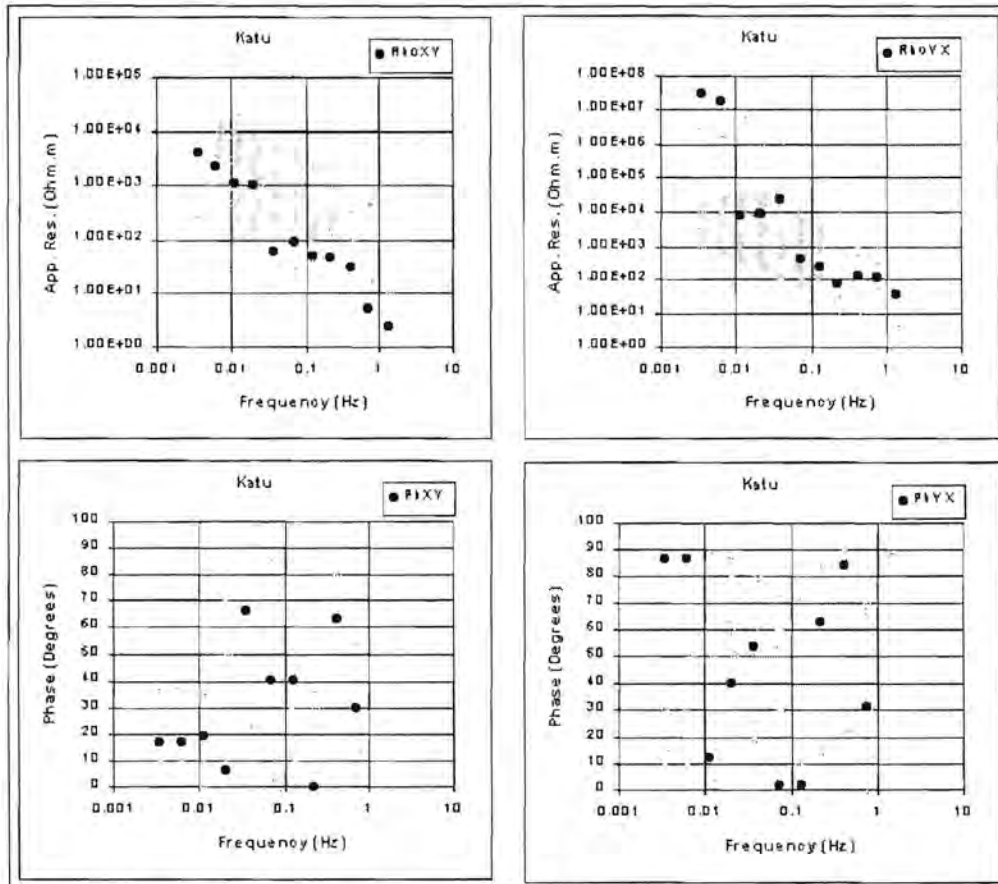 Katu
RhoXY
1.00E+05
1.00E+04
1.00E+03
1.00E+02
1.00E+01
1.00E+00
App. Res. (Ohm.m)
0.001 0.01 0.1 1 10
Frequency (Hz)
Katu
RhoYX
1.00E+08
1.00E+07
1.00E+06
1.00E+05
1.00E+04
1.00E+03
1.00E+02
1.00E+01
1.00E+00
App. Res. (Ohm.m)
0.001 0.01 0.1 1 10
Frequency (Hz)
Katu
PhXY
100
90
80
70
60
50
40
30
20
10
0
Phase (Degrees)
0.001 0.01 0.1 1 10
Frequency (Hz)
Katu
PhYX
100
90
80
70
60
50
40
30
20
10
0
Phase (Degrees)
0.001 0.01 0.1 1 10
Frequency (Hz)